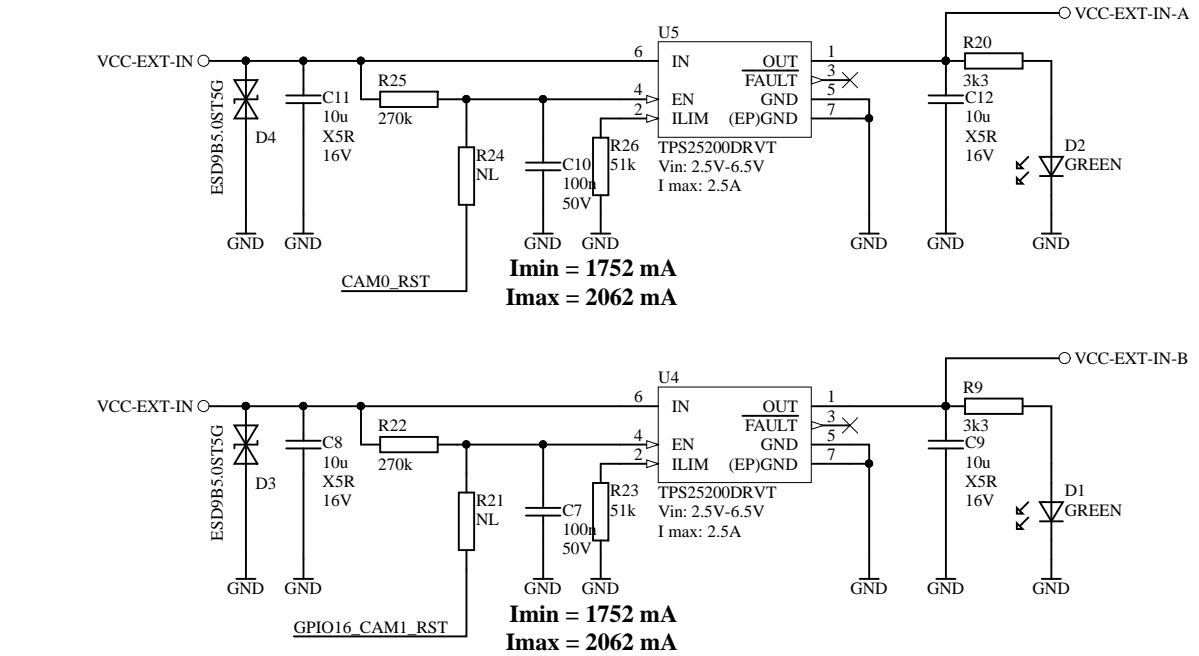 VCC-EXT-IN-A
U5
R20
VCC-EXT-IN
6
IN
OUT
1
3k3
R25
FAULT
3
C11
10u
X5R
16V
270k
4
EN
GND
5
C12
10u
X5R
16V
2
ILIM
(EP)GND
7
ESD9B5.0ST5G
D4
R24
NL
C10
100n
50V
R26
51k
TPS25200DRVT
Vin: 2.5V-6.5V
I max: 2.5A
D2
GREEN
GND
GND
GND
GND
GND
GND
GND
CAM0_RST
Imin = 1752 mA
Imax = 2062 mA
VCC-EXT-IN-B
U4
R9
VCC-EXT-IN
6
IN
OUT
1
3k3
R22
FAULT
3
C8
10u
X5R
16V
270k
4
EN
GND
5
C9
10u
X5R
16V
2
ILIM
(EP)GND
7
ESD9B5.0ST5G
D3
R21
NL
C7
100n
50V
R23
51k
TPS25200DRVT
Vin: 2.5V-6.5V
I max: 2.5A
D1
GREEN
GND
GND
GND
GND
GND
GND
GND
GPIO16_CAM1_RST
Imin = 1752 mA
Imax = 2062 mA